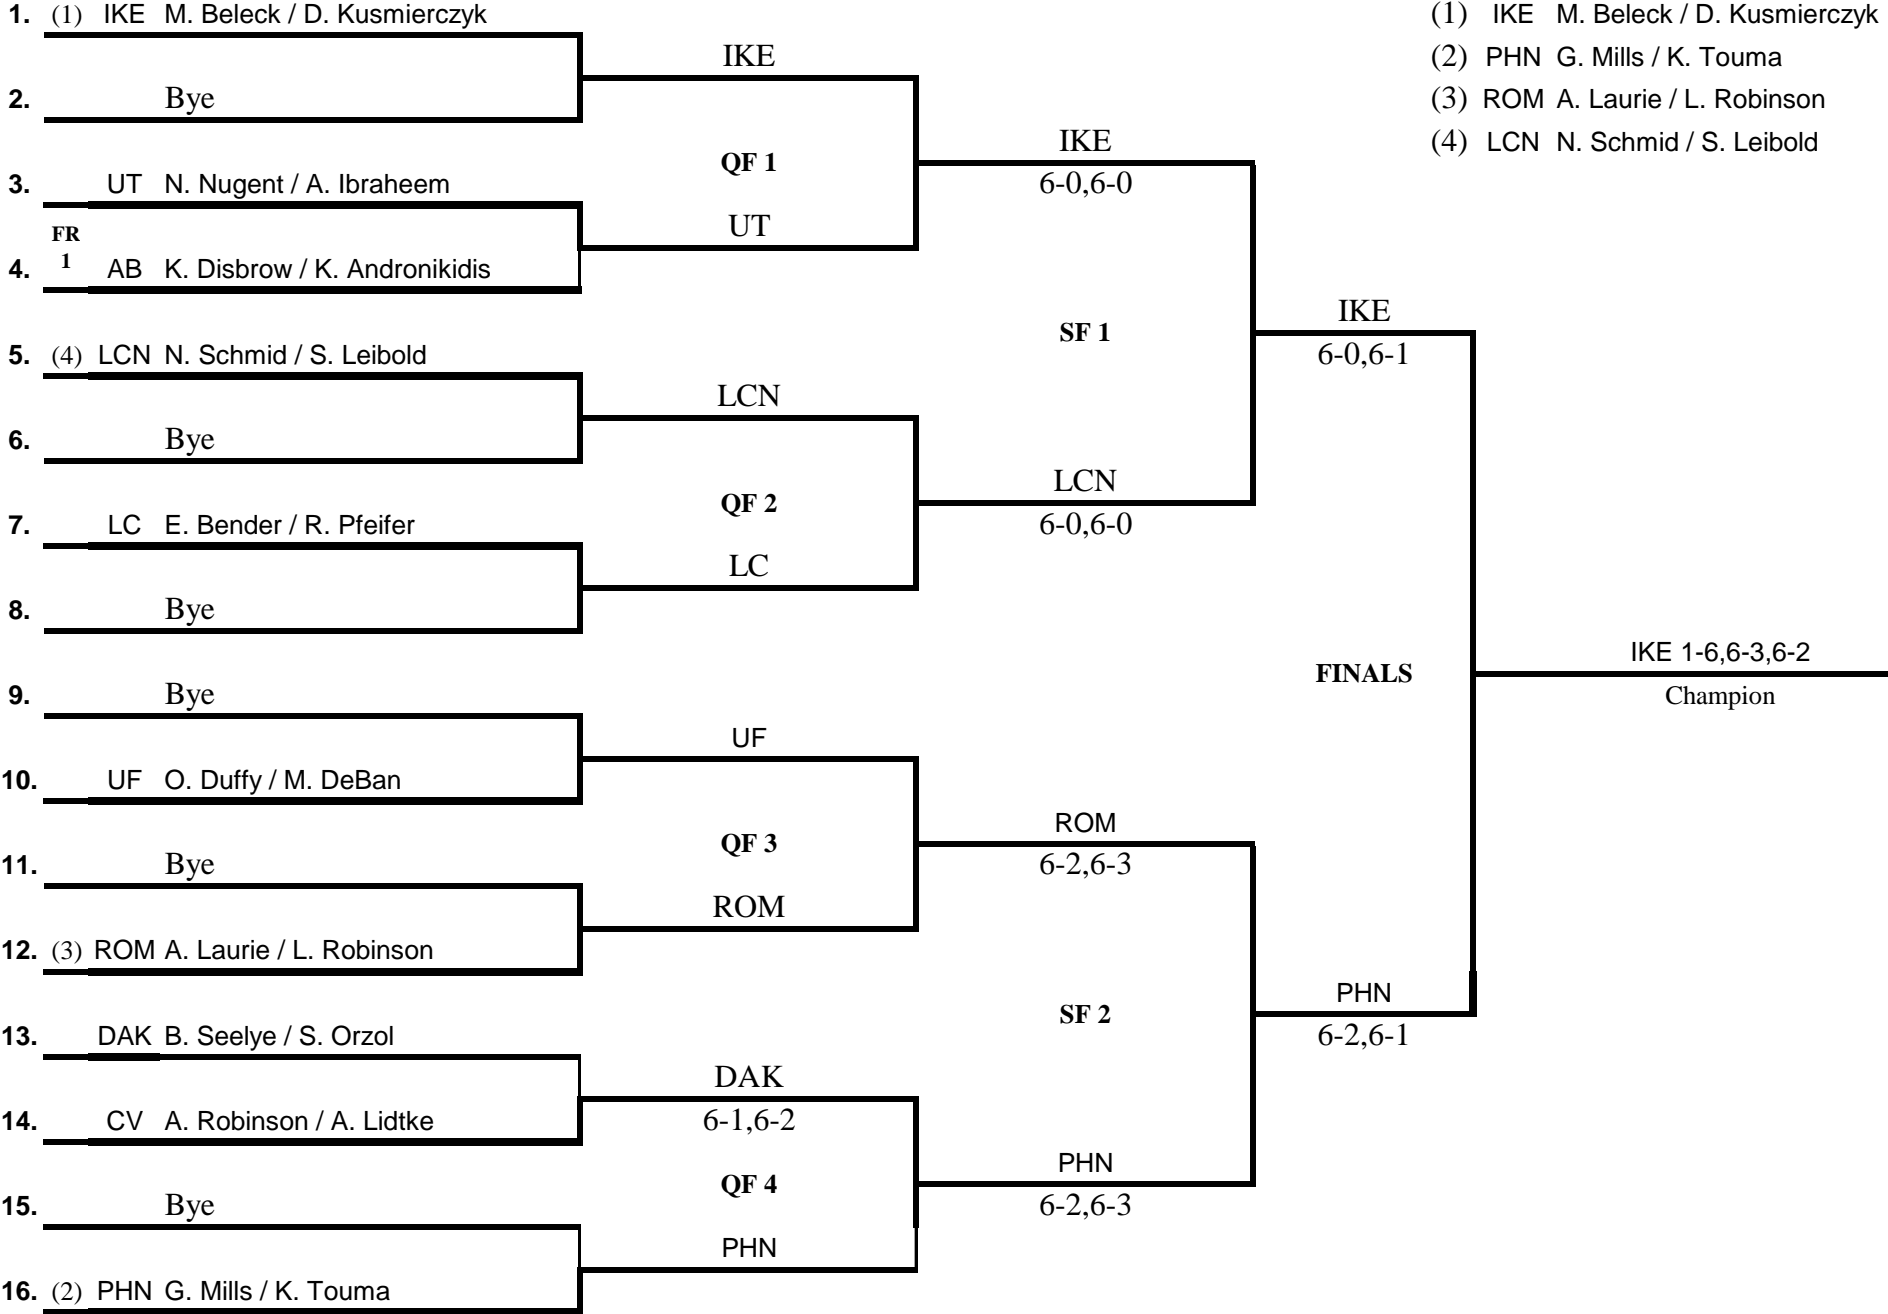 1. (1) IKE M. Beleck / D. Kusmierczyk
2. Bye
3. UT N. Nugent / A. Ibraheem
FR
1
4. AB K. Disbrow / K. Andronikidis
5. (4) LCN N. Schmid / S. Leibold
6. Bye
7. LC E. Bender / R. Pfeifer
8. Bye
9. Bye
10. UF O. Duffy / M. DeBan
11. Bye
12. (3) ROM A. Laurie / L. Robinson
13. DAK B. Seelye / S. Orzol
14. CV A. Robinson / A. Lidtke
15. Bye
16. (2) PHN G. Mills / K. Touma
IKE
QF 1
UT
LCN
QF 2
LC
UF
QF 3
ROM
DAK
6-1,6-2
QF 4
PHN
IKE
6-0,6-0
SF 1
LCN
6-0,6-0
ROM
6-2,6-3
SF 2
PHN
6-2,6-3
IKE
6-0,6-1
FINALS
PHN
6-2,6-1
IKE 1-6,6-3,6-2
Champion
(1) IKE M. Beleck / D. Kusmierczyk
(2) PHN G. Mills / K. Touma
(3) ROM A. Laurie / L. Robinson
(4) LCN N. Schmid / S. Leibold